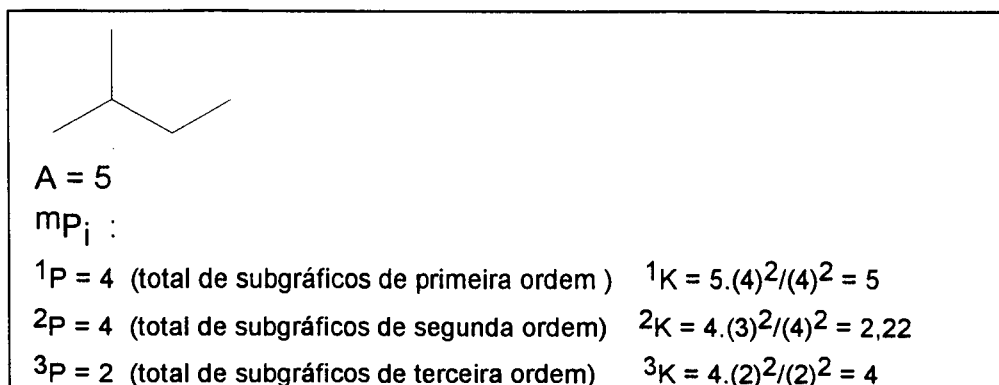 A = 5
mPi :
1P = 4 (total de subgráficos de primeira ordem ) 1K = 5.(4)2/(4)2 = 5
2P = 4 (total de subgráficos de segunda ordem) 2K = 4.(3)2/(4)2 = 2,22
3P = 2 (total de subgráficos de terceira ordem) 3K = 4.(2)2/(2)2 = 4